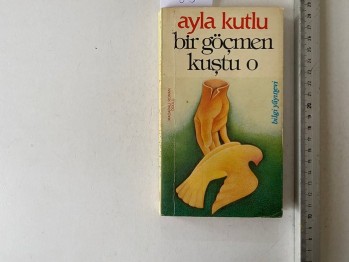 ayla kutlu
bir göçmen
kuştu o
bilgi yayınevi